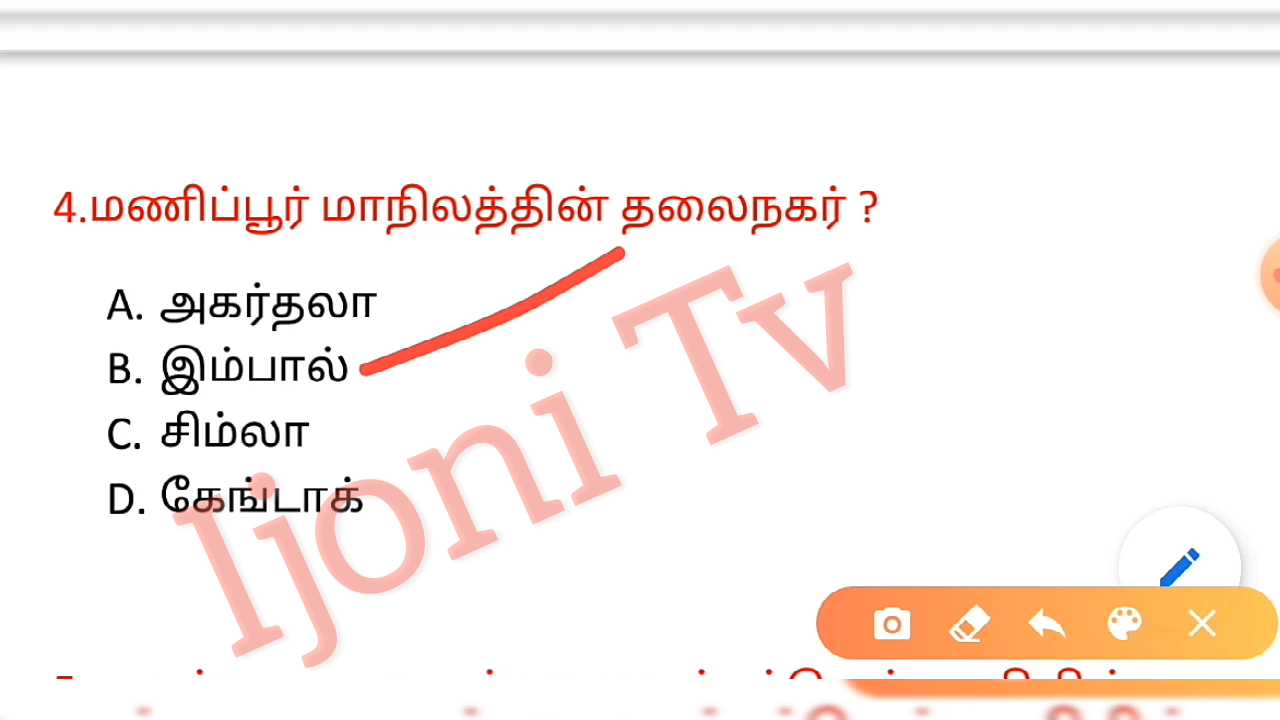 4.மணிப்பூர் மாநிலத்தின் தலைநகர் ?
A. அகர்தலா
B. இம்பால்
C. சிம்லா
D. கேங்டாக்
Ijoni Tv